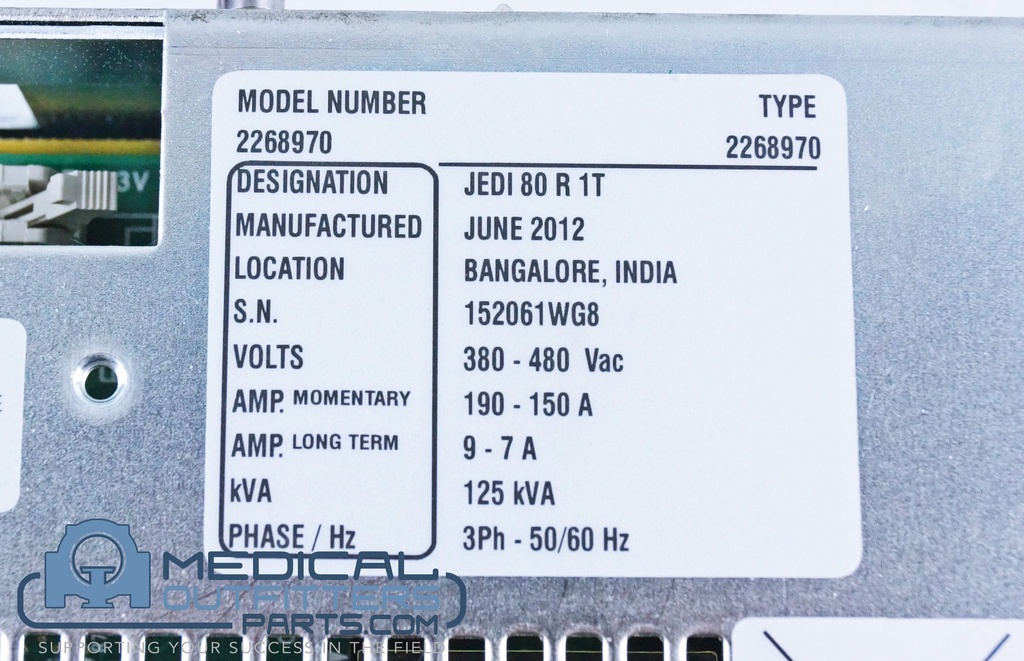 MODEL NUMBER TYPE
2268970 2268970
DESIGNATION JEDI 80 R 1T
MANUFACTURED JUNE 2012
LOCATION BANGALORE, INDIA
S.N. 152061WG8
VOLTS 380 - 480 Vac
AMP. MOMENTARY 190 - 150 A
AMP. LONG TERM 9 - 7 A
kVA 125 kVA
PHASE / Hz 3Ph - 50/60 Hz
3V
E
MEDICAL
OUTFITTERS
PARTS.COM
SUPPORTING YOUR SUCCESS IN THE FIELD